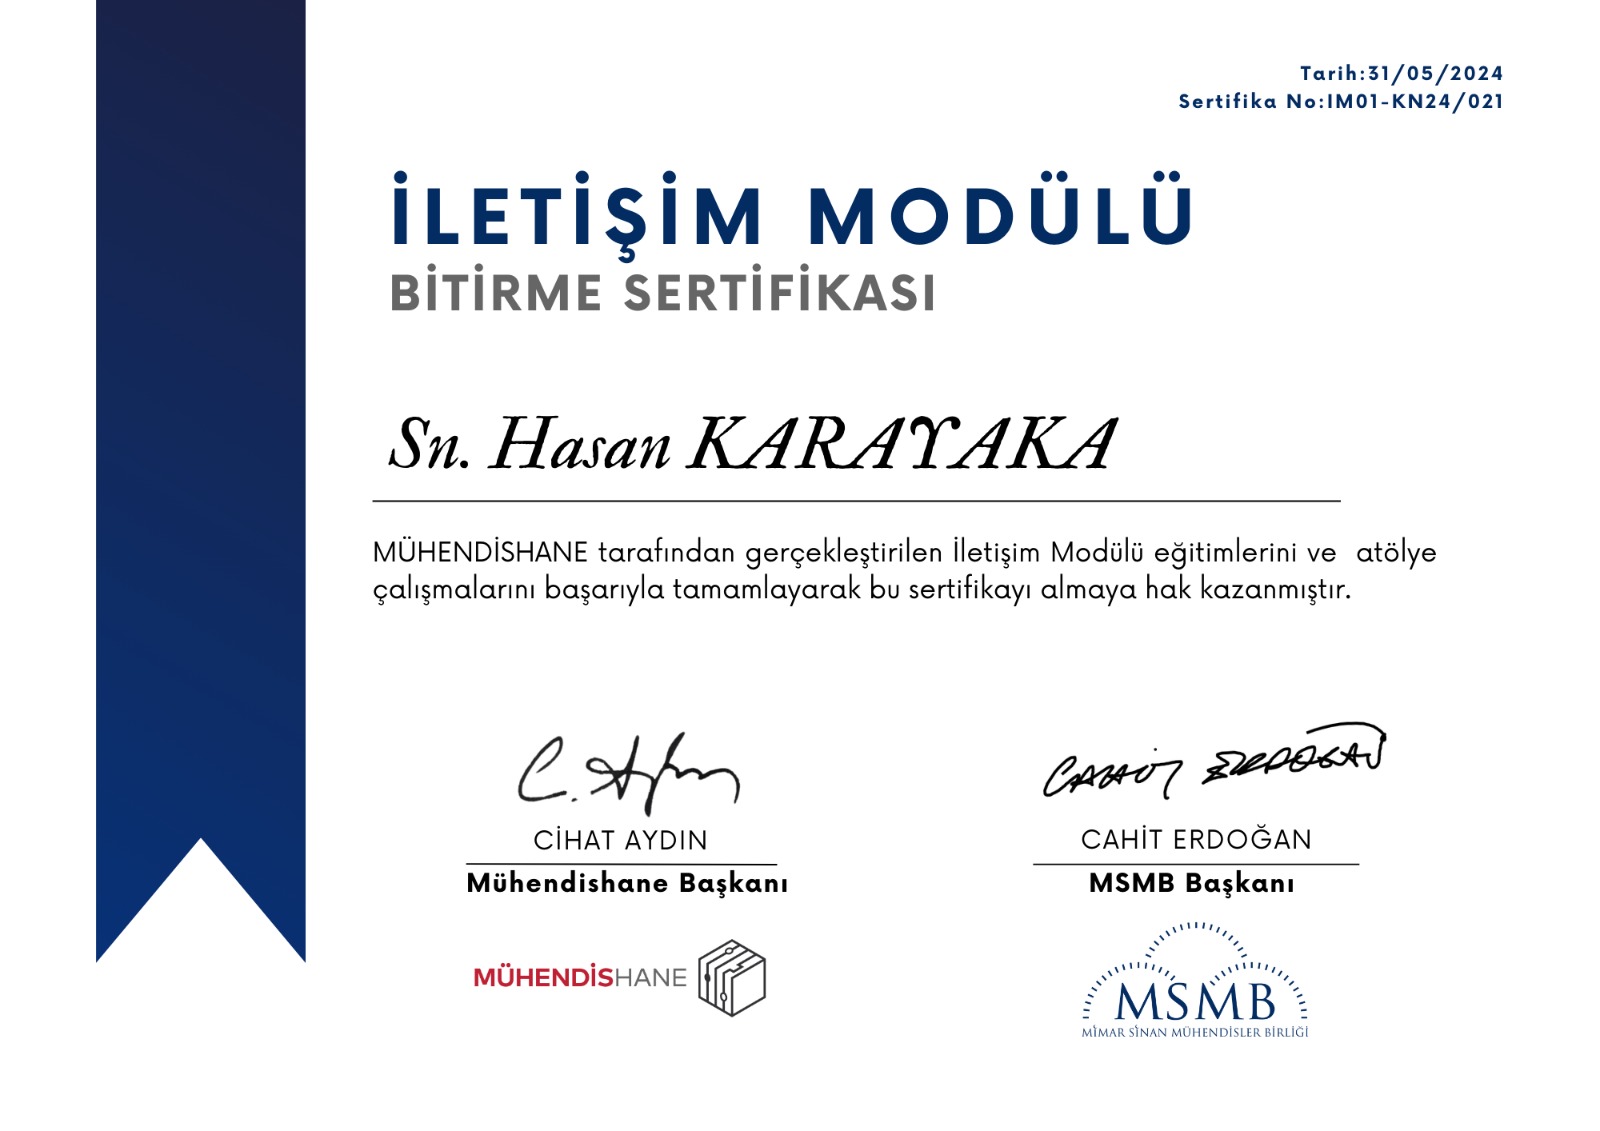 Tarih:31/05/2024
Sertifika No:IM01-KN24/021
İLETİŞİM MODÜLÜ
BİTİRME SERTİFİKASI
Sn. Hasan KARAYAKA
MÜHENDİSHANE tarafından gerçekleştirilen İletişim Modülü eğitimlerini ve atölye
çalışmalarını başarıyla tamamlayarak bu sertifikayı almaya hak kazanmıştır.
C. Aydın
CAHİT ERDOĞAN
CİHAT AYDIN
CAHİT ERDOĞAN
Mühendishane Başkanı
MSMB Başkanı
MÜHENDİSHANE
MSMB
MİMAR SİNAN MÜHENDİSLER BİRLİĞİ